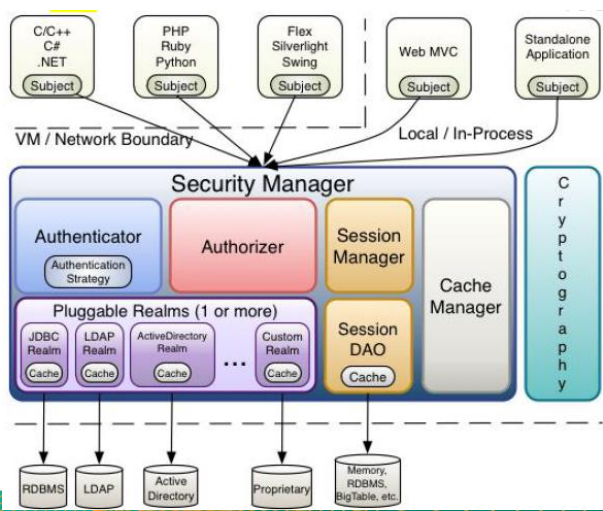 C/C++
C#
.NET
Subject
PHP
Ruby
Python
Subject
Flex
Silverlight
Swing
Subject
Web MVC
Subject
Standalone
Application
Subject
VM / Network Boundary
Local / In-Process
Security Manager
Authenticator
Authentication
Strategy
Authorizer
Session
Manager
Cache
Manager
Cryptography
Pluggable Realms (1 or more)
JDBC
Realm
Cache
LDAP
Realm
Cache
ActiveDirectory
Realm
Cache
...
Custom
Realm
Cache
Session
DAO
Cache
RDBMS
LDAP
Active
Directory
Proprietary
Memory,
RDBMS,
BigTable, etc.